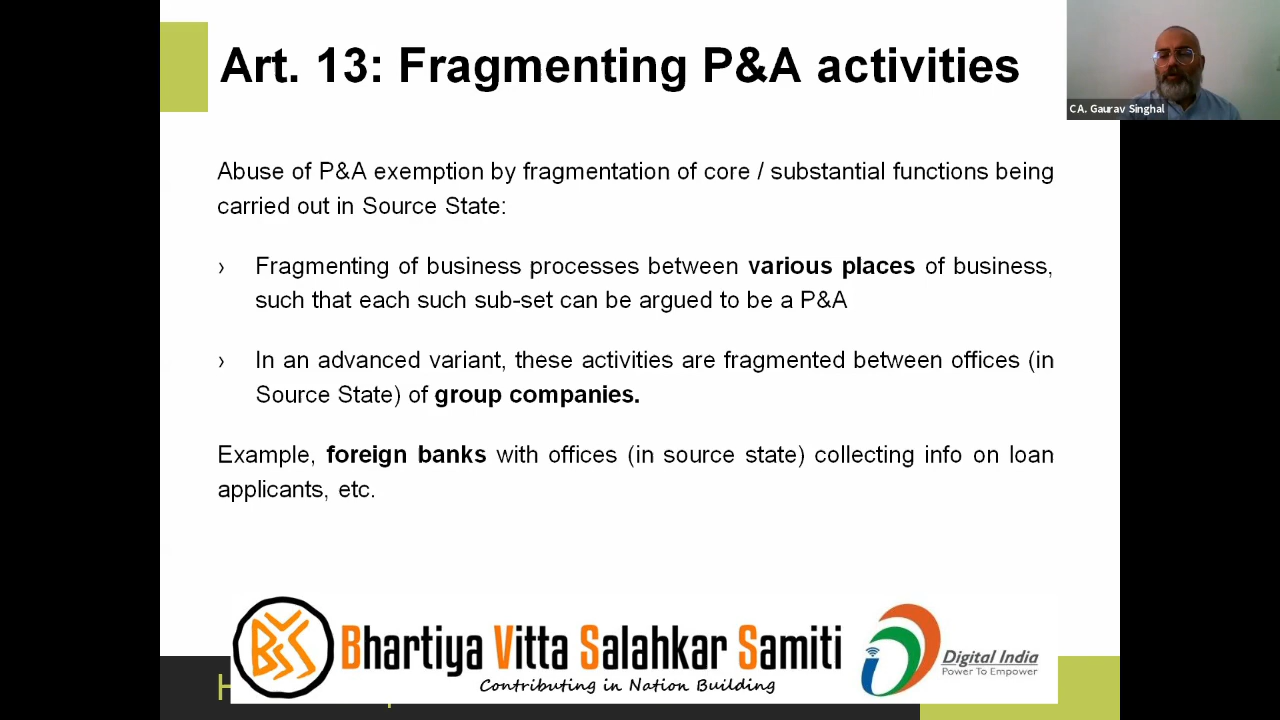 Art. 13: Fragmenting P&A activities
CA. Gaurav Singhal
Abuse of P&A exemption by fragmentation of core / substantial functions being
carried out in Source State:
› Fragmenting of business processes between various places of business,
such that each such sub-set can be argued to be a P&A
› In an advanced variant, these activities are fragmented between offices (in
Source State) of group companies.
Example, foreign banks with offices (in source state) collecting info on loan
applicants, etc.
BVSS
Bhartiya Vitta Salahkar Samiti
Contributing in Nation Building
Digital India
Power To Empower